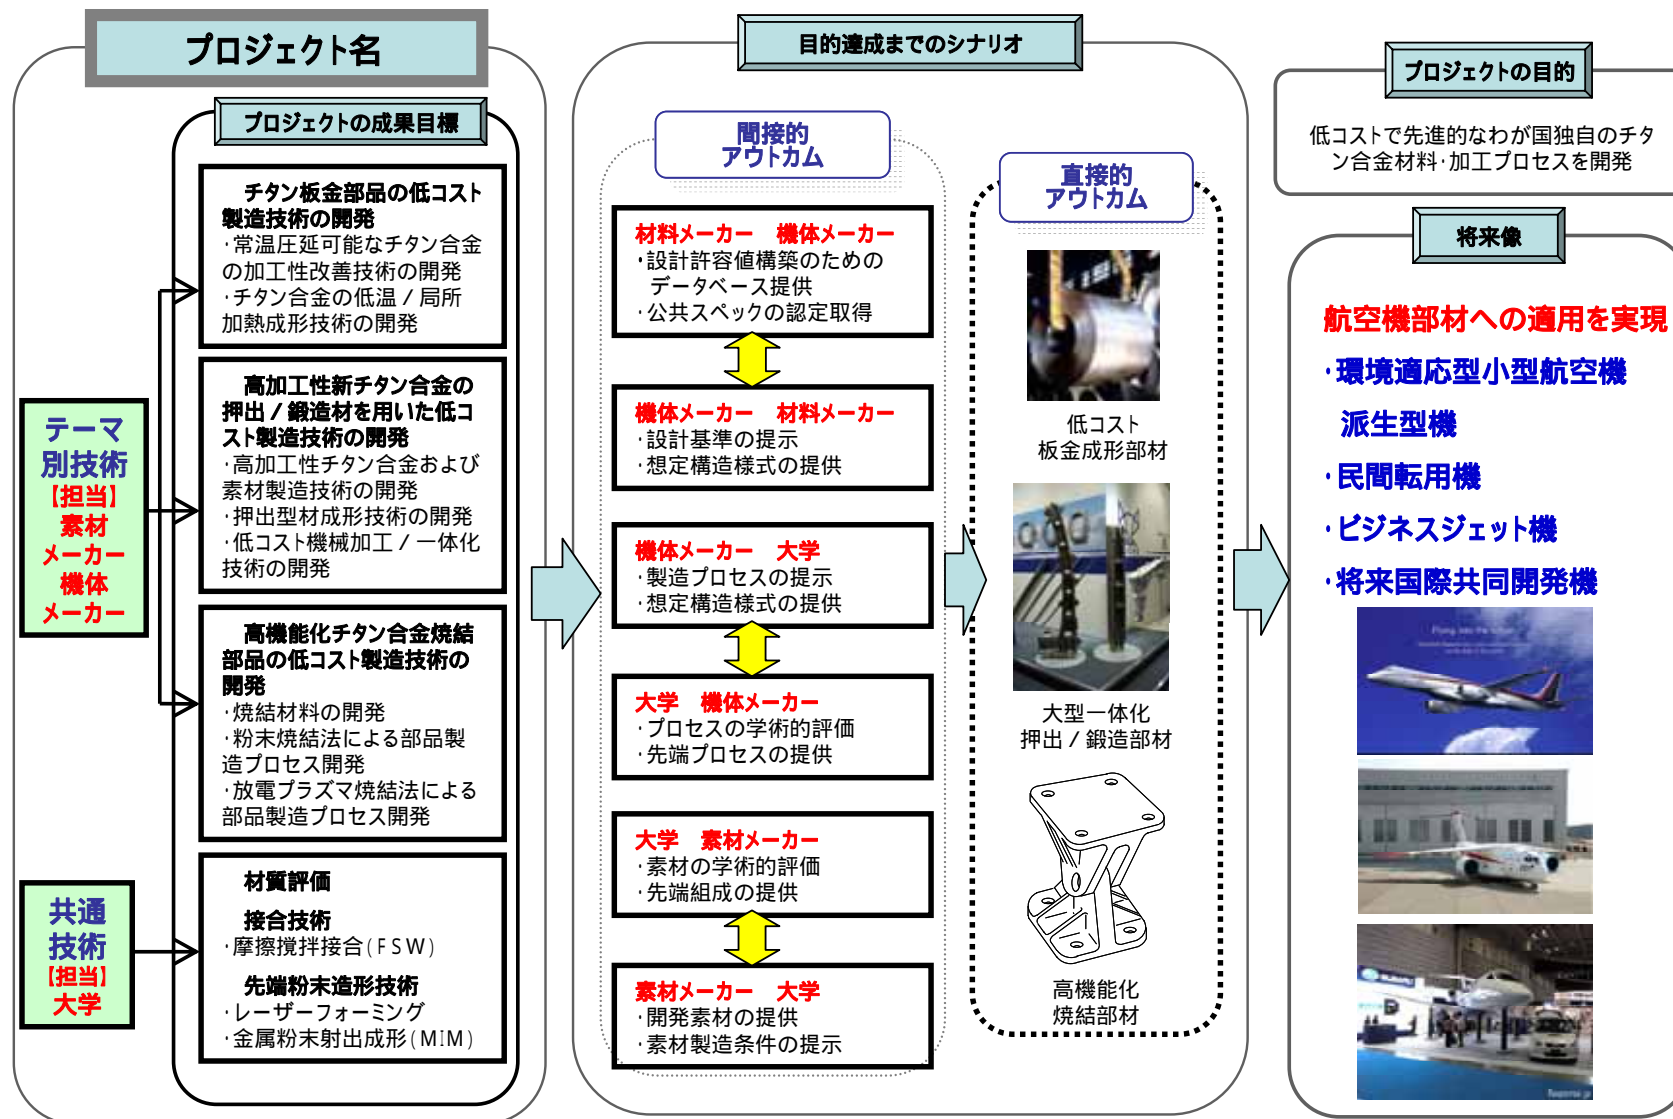 プロジェクト名
プロジェクトの成果目標
チタン板金部品の低コスト
製造技術の開発
・常温圧延可能なチタン合金
の加工性改善技術の開発
・チタン合金の低温／局所
加熱成形技術の開発
高加工性新チタン合金の
押出／鍛造材を用いた低コ
スト製造技術の開発
・高加工性チタン合金および
素材製造技術の開発
・押出型材成形技術の開発
・低コスト機械加工／一体化
技術の開発
高機能化チタン合金焼結
部品の低コスト製造技術の
開発
・焼結材料の開発
・粉末焼結法による部品製
造プロセス開発
・放電プラズマ焼結法による
部品製造プロセス開発
材質評価
接合技術
・摩擦撹拌接合(FSW)
先端粉末造形技術
・レーザーフォーミング
・金属粉末射出成形(MIM)
テーマ
別技術
【担当】
素材
メーカー
機体
メーカー
共通
技術
【担当】
大学
目的達成までのシナリオ
間接的
アウトカム
材料メーカー　機体メーカー
・設計許容値構築のための
データベース提供
・公共スペックの認定取得
機体メーカー　材料メーカー
・設計基準の提示
・想定構造様式の提供
機体メーカー　大学
・製造プロセスの提示
・想定構造様式の提供
大学　機体メーカー
・プロセスの学術的評価
・先端プロセスの提供
大学　素材メーカー
・素材の学術的評価
・先端組成の提供
素材メーカー　大学
・開発素材の提供
・素材製造条件の提示
直接的
アウトカム
低コスト
板金成形部材
大型一体化
押出／鍛造部材
高機能化
焼結部材
プロジェクトの目的
低コストで先進的なわが国独自のチタ
ン合金材料・加工プロセスを開発
将来像
航空機部材への適用を実現
・環境適応型小型航空機
派生型機
・民間転用機
・ビジネスジェット機
・将来国際共同開発機